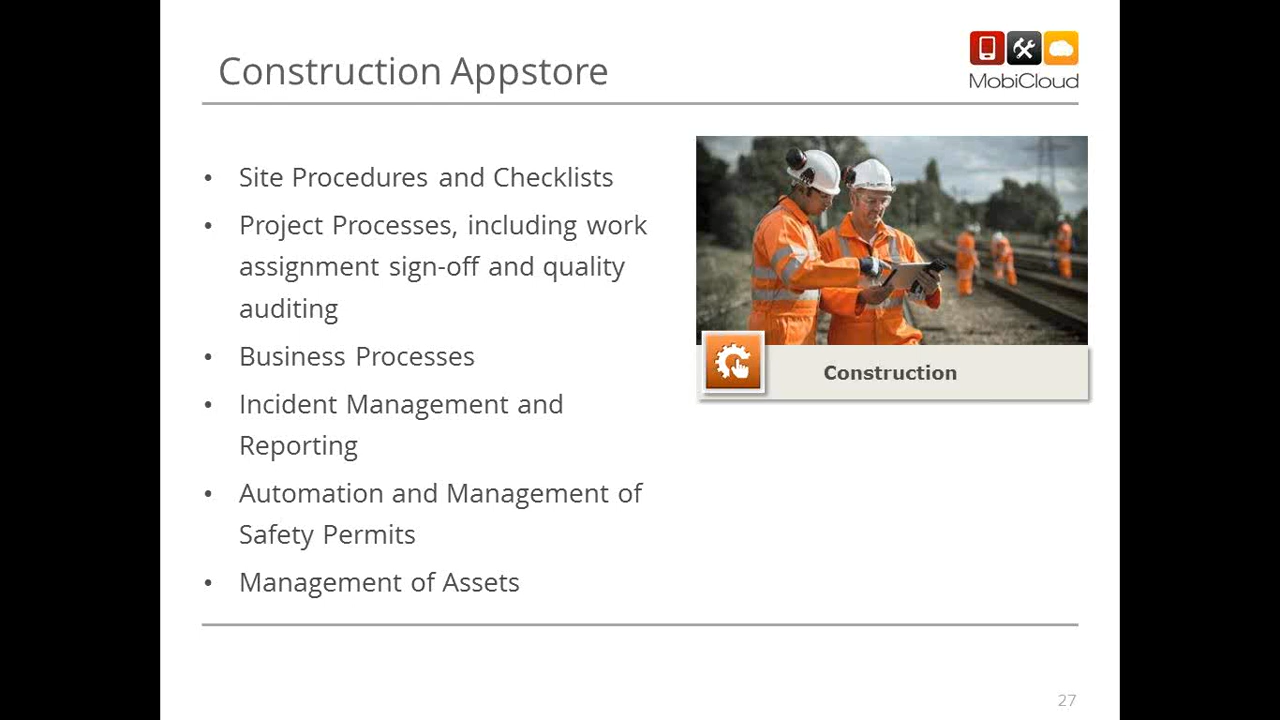 Construction Appstore
MobiCloud
• Site Procedures and Checklists
• Project Processes, including work
assignment sign-off and quality
auditing
• Business Processes
• Incident Management and
Reporting
• Automation and Management of
Safety Permits
• Management of Assets
Construction
27